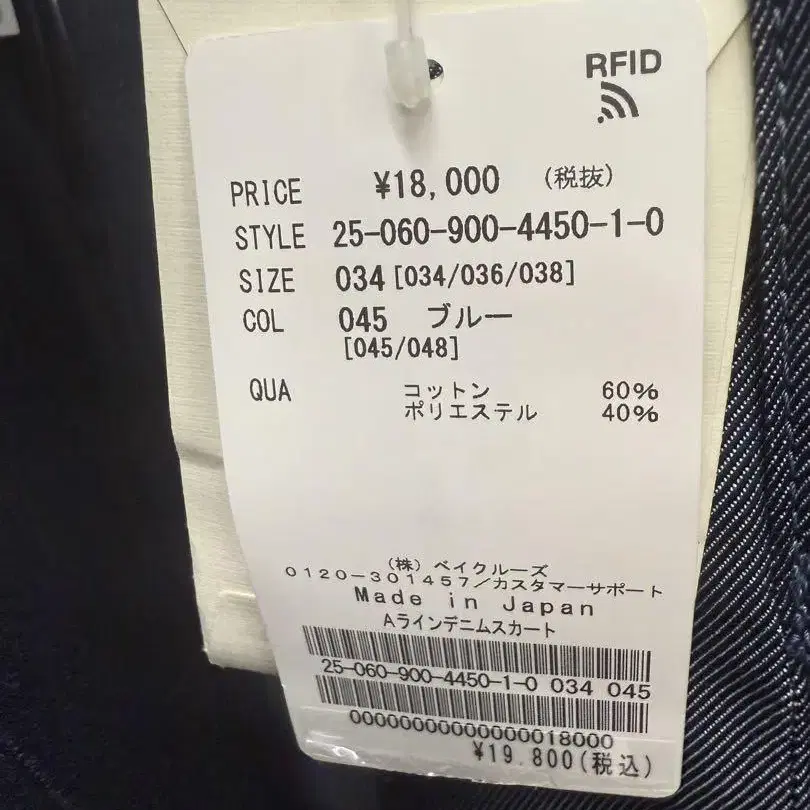 RFID
PRICE ¥18,000 (税抜)
STYLE 25-060-900-4450-1-0
SIZE 034 [034/036/038]
COL 045 ブルー
[045/048]
QUA コットン 60%
ポリエステル 40%
(株) ベイクルーズ
0120-301457/カスタマーサポート
Made in Japan
Aラインデニムスカート
25-060-900-4450-1-0 034 045
00000000000000018000
¥19.800(税込)